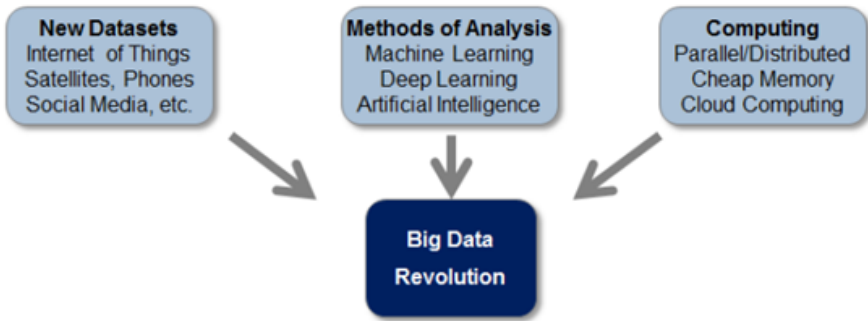 New Datasets
Internet of Things
Satellites, Phones
Social Media, etc.
Methods of Analysis
Machine Learning
Deep Learning
Artificial Intelligence
Computing
Parallel/Distributed
Cheap Memory
Cloud Computing
Big Data
Revolution